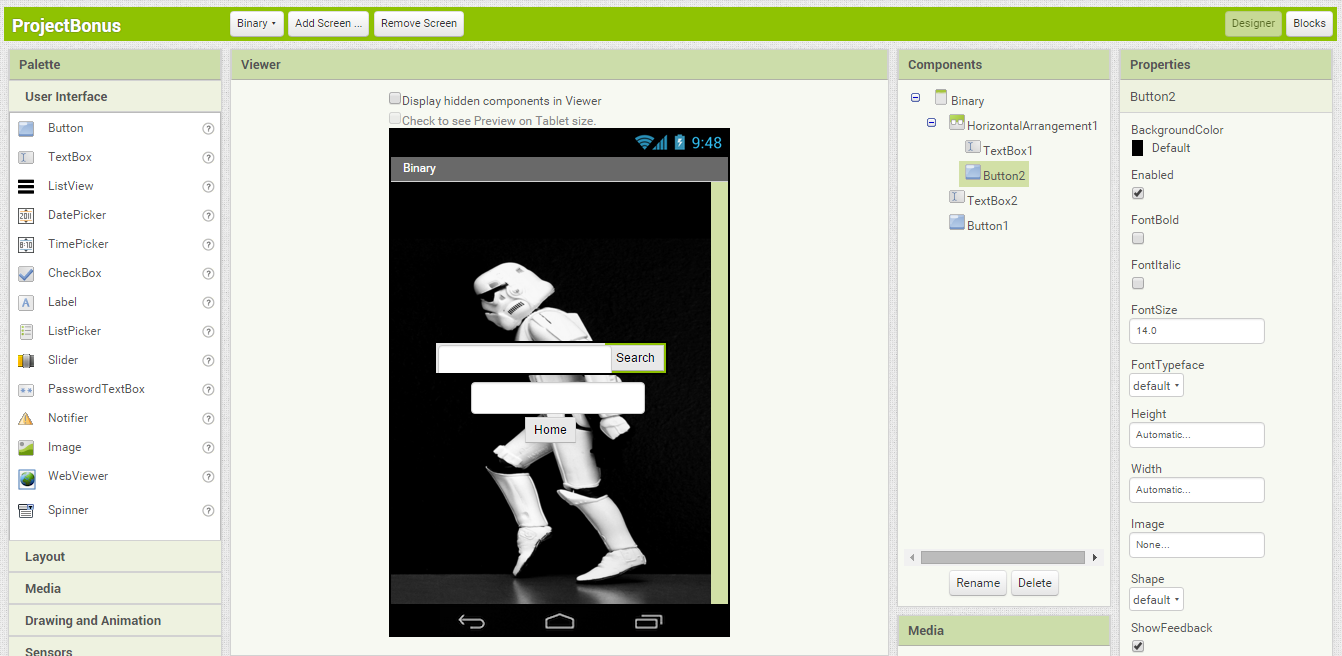 ProjectBonus
Binary
Add Screen ...
Remove Screen
Designer
Blocks
Palette
User Interface
Button
TextBox
ListView
DatePicker
TimePicker
CheckBox
Label
ListPicker
Slider
PasswordTextBox
Notifier
Image
WebViewer
Spinner
Layout
Media
Drawing and Animation
Sensors
Viewer
Display hidden components in Viewer
Check to see Preview on Tablet size.
9:48
Binary
Search
Home
Components
Binary
HorizontalArrangement1
TextBox1
Button2
TextBox2
Button1
Rename
Delete
Media
Properties
Button2
BackgroundColor
Default
Enabled
FontBold
FontItalic
FontSize
14.0
FontTypeface
default
Height
Automatic...
Width
Automatic...
Image
None...
Shape
default
ShowFeedback